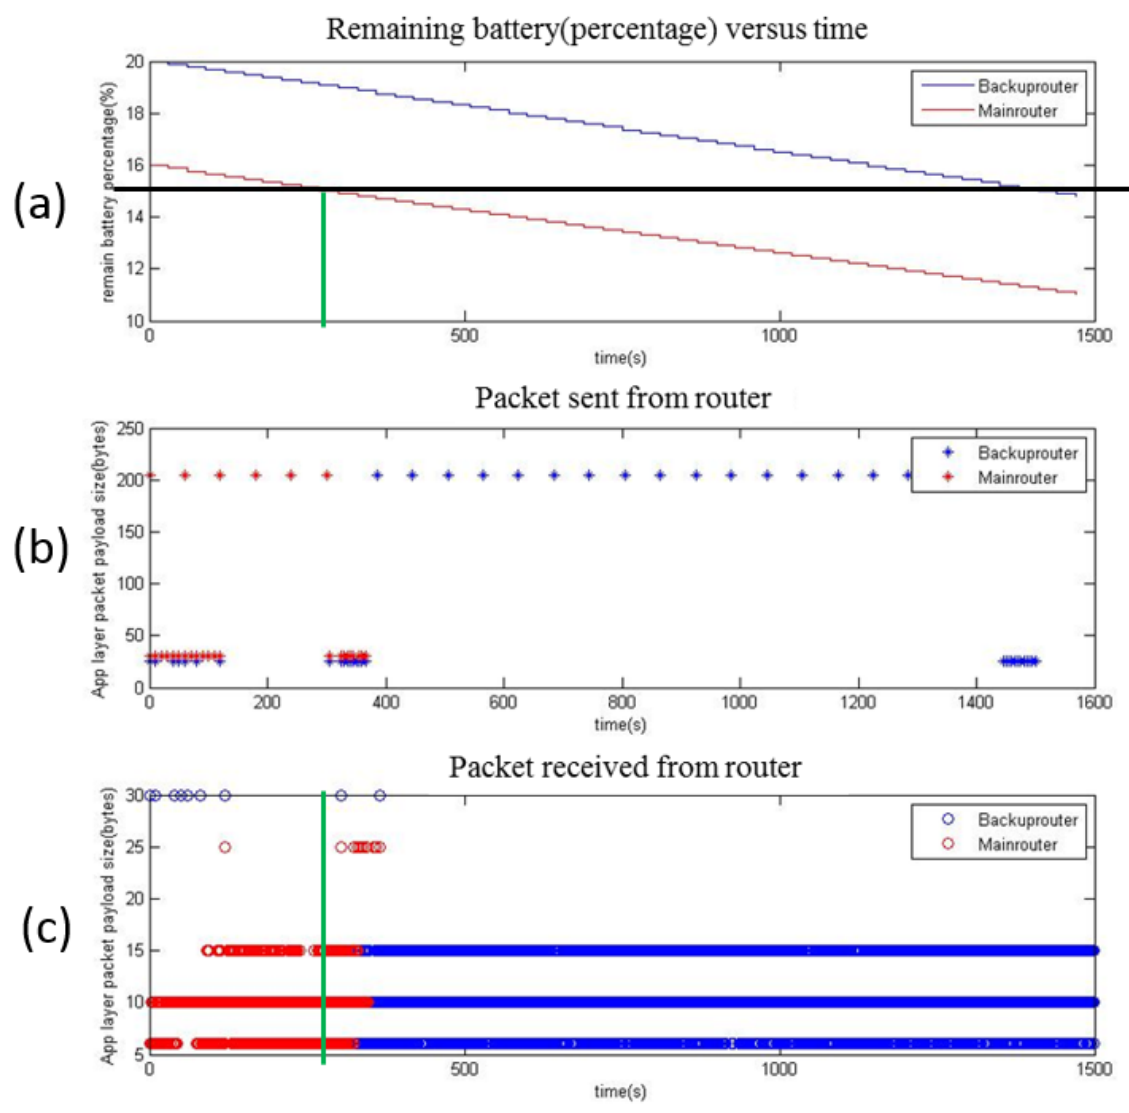 Remaining battery(percentage) versus time
(a)
remain battery percentage(%)
20
18
16
14
12
10
Backuprouter
Mainrouter
0
500
1000
1500
time(s)
Packet sent from router
(b)
App layer packet payload size(bytes)
250
200
150
100
50
0
Backuprouter
Mainrouter
0
200
400
600
800
1000
1200
1400
1600
time(s)
Packet received from router
(c)
App layer packet payload size(bytes)
30
25
20
15
10
5
Backuprouter
Mainrouter
0
500
1000
1500
time(s)